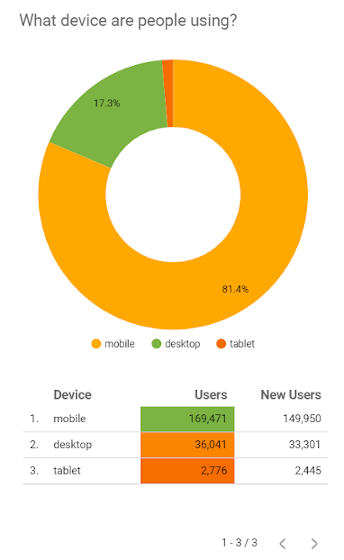 What device are people using?
17.3%
81.4%
mobile desktop tablet
Device Users New Users
1. mobile 169,471 149,950
2. desktop 36,041 33,301
3. tablet 2,776 2,445
1 - 3 / 3 < >